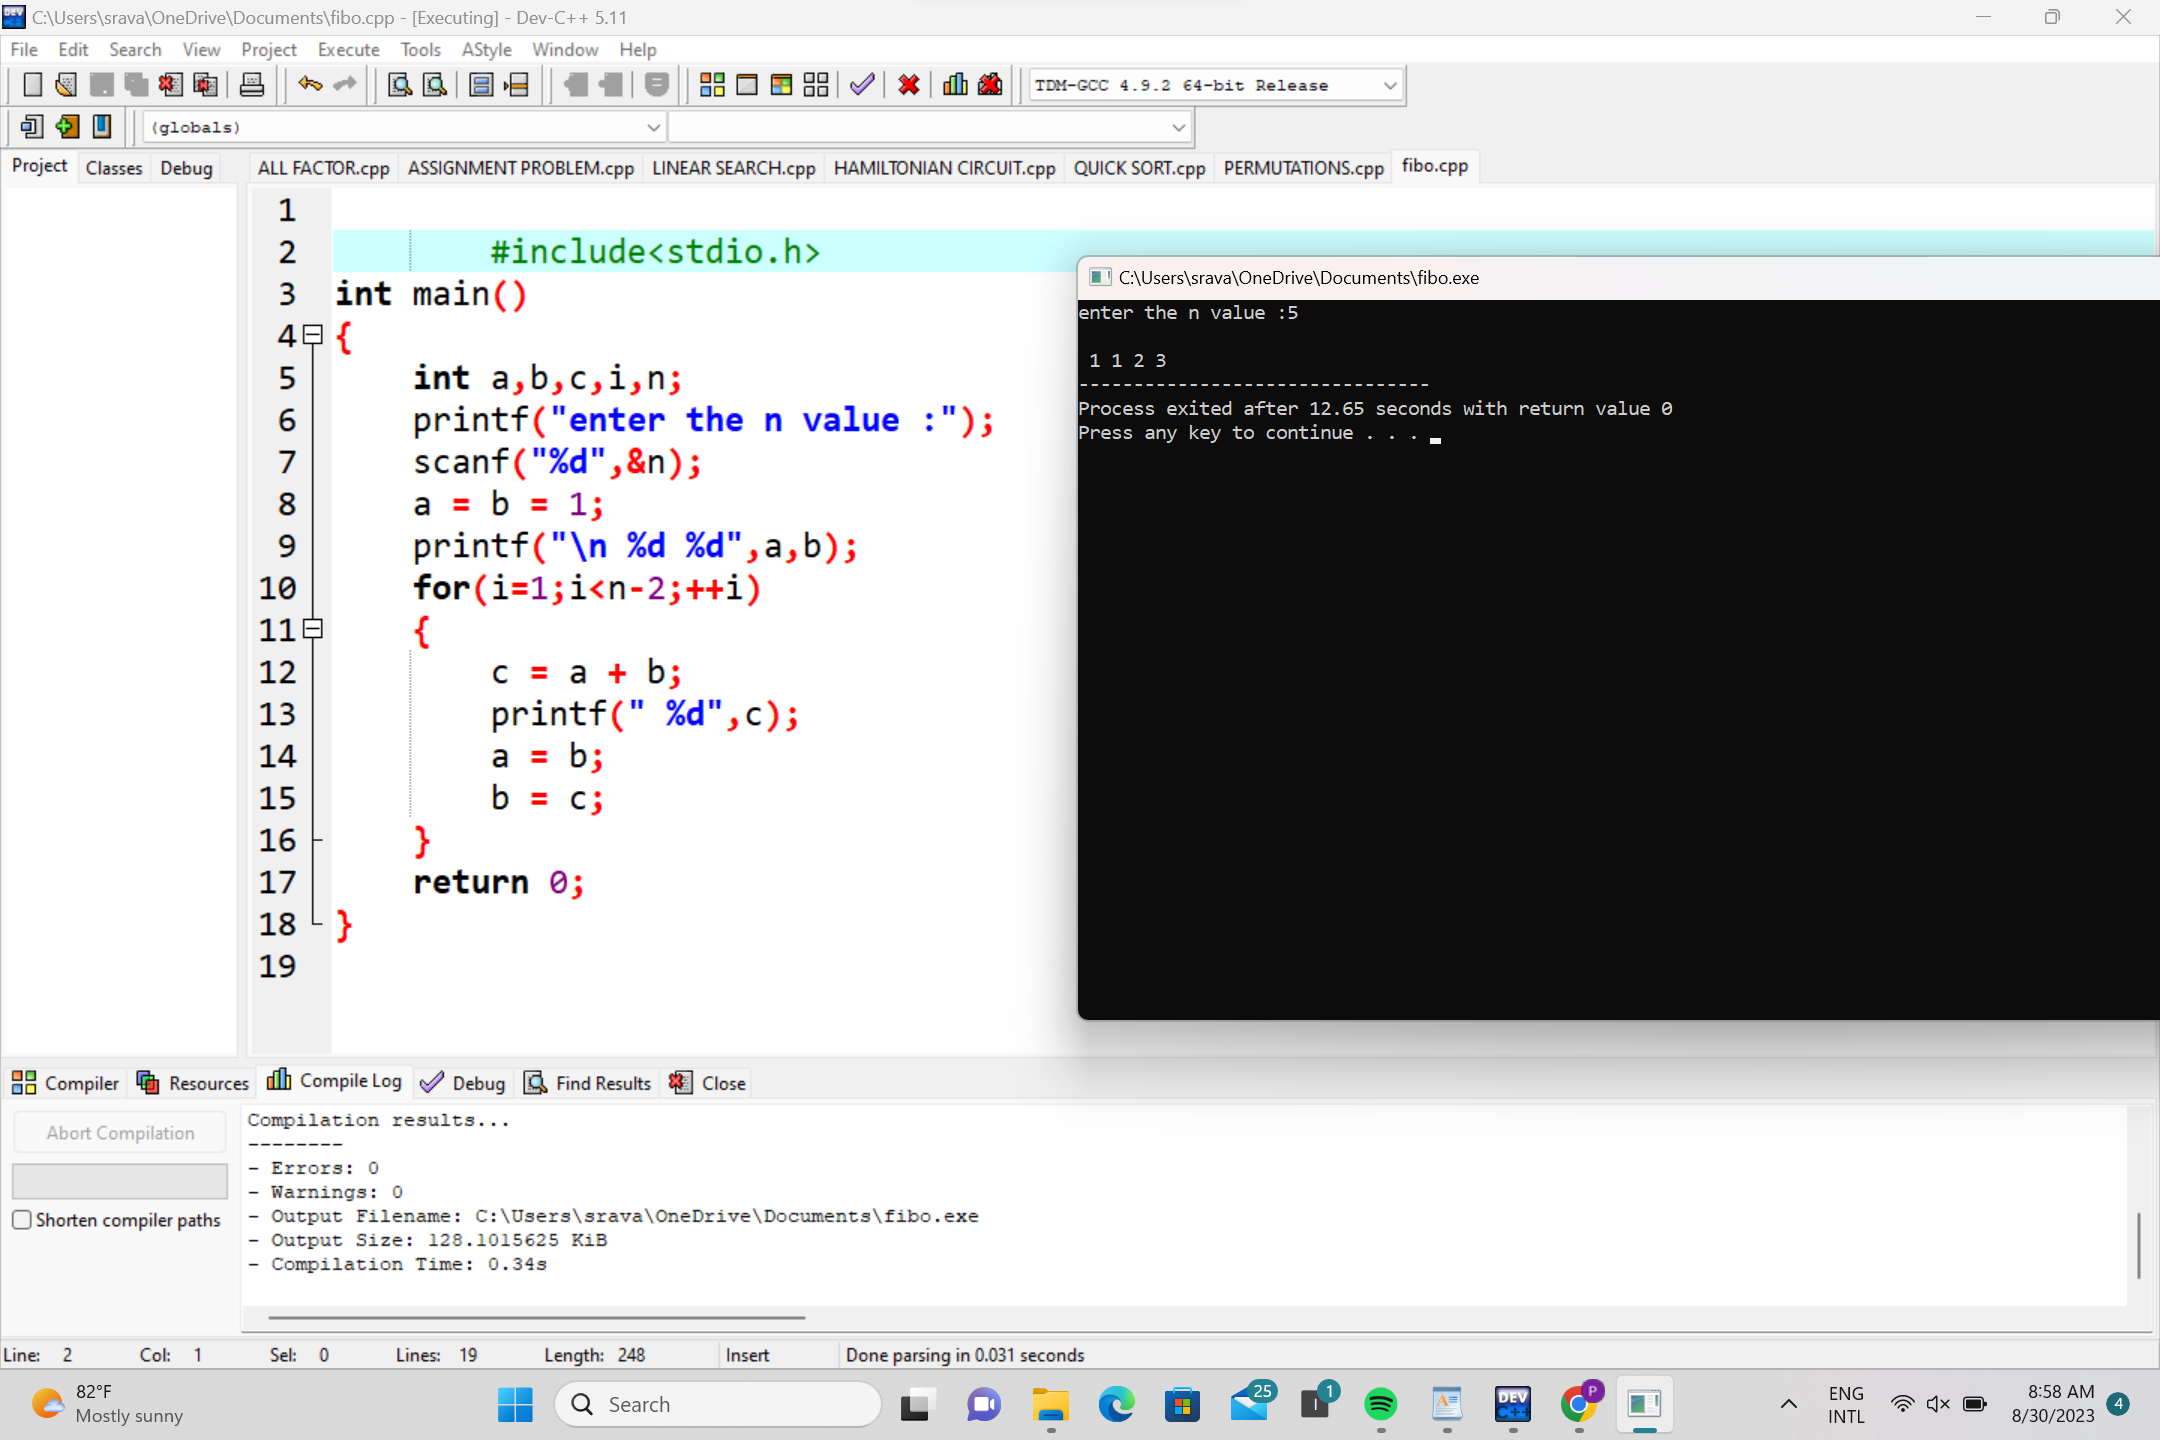 C:\Users\srava\OneDrive\Documents\fibo.cpp - [Executing] - Dev-C++ 5.11
File Edit Search View Project Execute Tools AStyle Window Help
TDM-GCC 4.9.2 64-bit Release
(globals)
Project Classes Debug
ALL FACTOR.cpp ASSIGNMENT PROBLEM.cpp LINEAR SEARCH.cpp HAMILTONIAN CIRCUIT.cpp QUICK SORT.cpp PERMUTATIONS.cpp fibo.cpp
1
2 #include<stdio.h>
3 int main()
4 {
5 int a,b,c,i,n;
6 printf("enter the n value :");
7 scanf("%d",&n);
8 a = b = 1;
9 printf("\n %d %d",a,b);
10 for(i=1;i<n-2;++i)
11 {
12 c = a + b;
13 printf(" %d",c);
14 a = b;
15 b = c;
16 }
17 return 0;
18 }
19
C:\Users\srava\OneDrive\Documents\fibo.exe
enter the n value :5
1 1 2 3
--------------------------------
Process exited after 12.65 seconds with return value 0
Press any key to continue . . .
Compiler Resources Compile Log Debug Find Results Close
Abort Compilation
Shorten compiler paths
Compilation results...
--------
- Errors: 0
- Warnings: 0
- Output Filename: C:\Users\srava\OneDrive\Documents\fibo.exe
- Output Size: 128.1015625 KiB
- Compilation Time: 0.34s
Line: 2 Col: 1 Sel: 0 Lines: 19 Length: 248 Insert Done parsing in 0.031 seconds
82°F
Mostly sunny
Search
25
1
DEV
C++
P
ENG
INTL
8:58 AM
8/30/2023
4